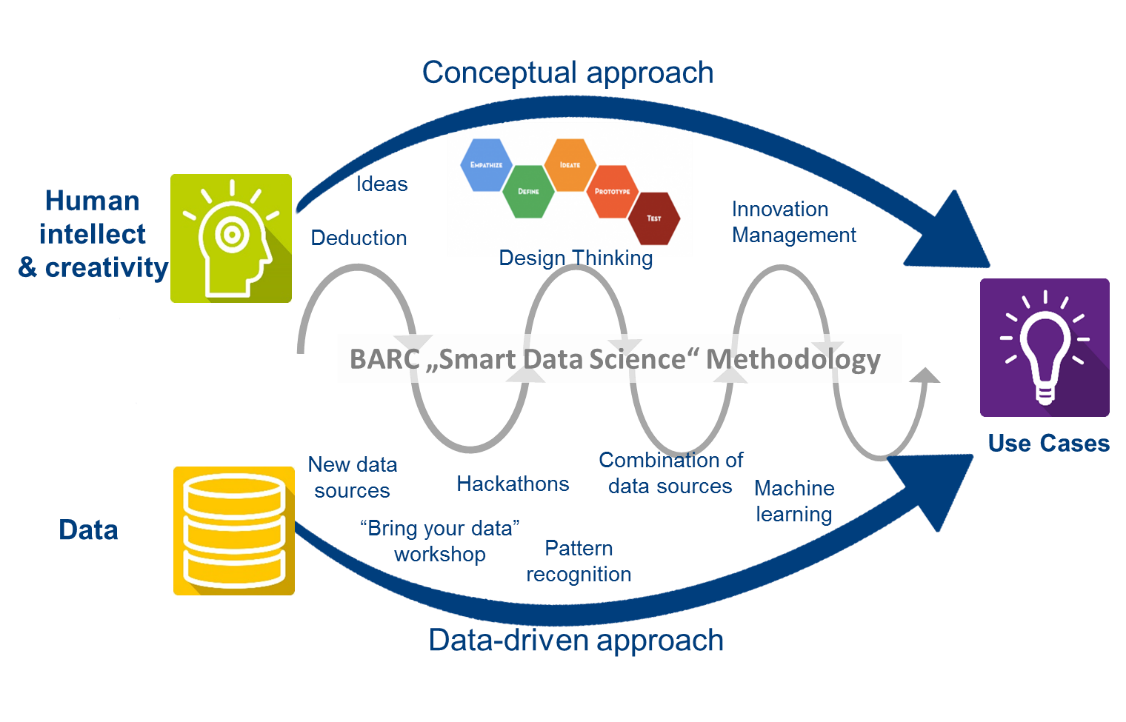 Conceptual approach
Human
intellect
& creativity
Ideas
Deduction
EMPATHIZE
DEFINE
IDEATE
PROTOTYPE
TEST
Design Thinking
Innovation
Management
BARC „Smart Data Science“ Methodology
Use Cases
Data
New data
sources
“Bring your data”
workshop
Hackathons
Pattern
recognition
Combination of
data sources
Machine
learning
Data-driven approach